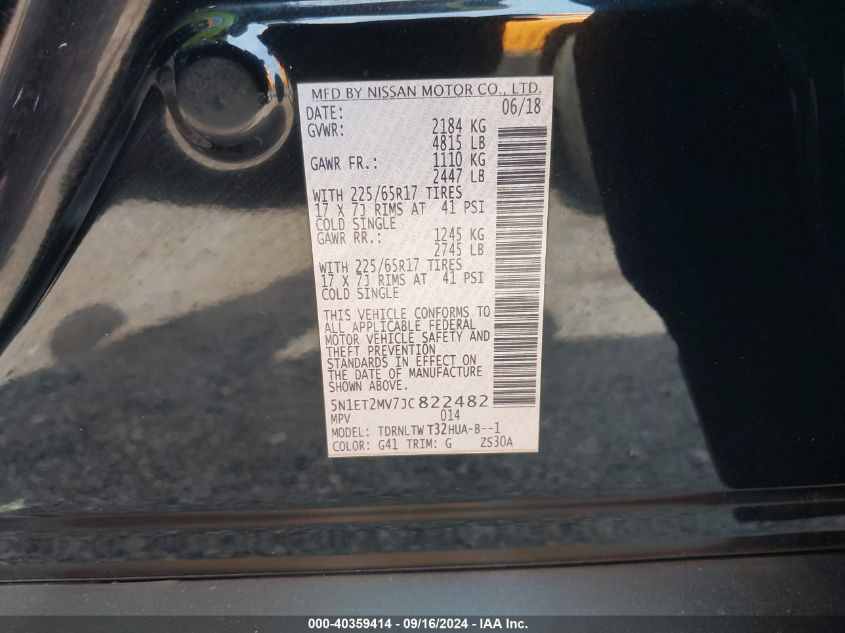 MFD BY NISSAN MOTOR CO., LTD.
DATE: 06/18
GVWR: 2184 KG
4815 LB
GAWR FR.: 1110 KG
2447 LB
WITH 225/65R17 TIRES
17 X 7J RIMS AT 41 PSI
COLD SINGLE
GAWR RR.: 1245 KG
2745 LB
WITH 225/65R17 TIRES
17 X 7J RIMS AT 41 PSI
COLD SINGLE
THIS VEHICLE CONFORMS TO
ALL APPLICABLE FEDERAL
MOTOR VEHICLE SAFETY AND
THEFT PREVENTION
STANDARDS IN EFFECT ON
THE DATE OF MANUFACTURE
SHOWN ABOVE.
5N1ET2MV7JC822482
MPV 014
MODEL: TDRNLTW T32HUA-B--1
COLOR: G41 TRIM: G ZS30A
000-40359414 - 09/16/2024 - IAA Inc.